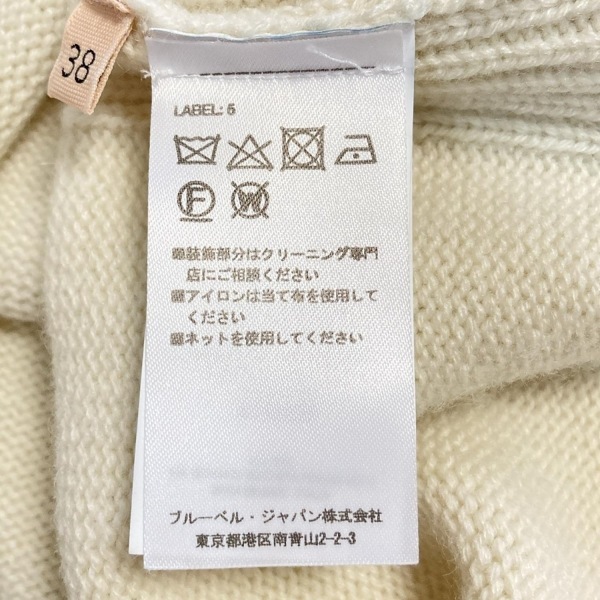 38
LABEL: 5
F W
装飾部分はクリーニング専門
店にご相談ください
アイロンは当て布を使用して
ください
ネットを使用してください
ブルーベル・ジャパン株式会社
東京都港区南青山2-2-3